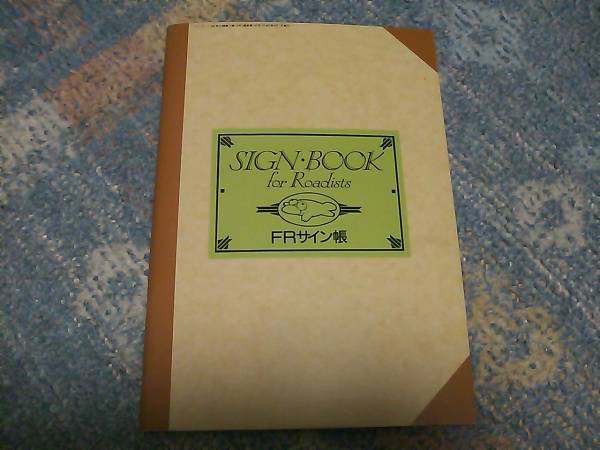 SIGN·BOOK
for Roadists
FRサイン帳